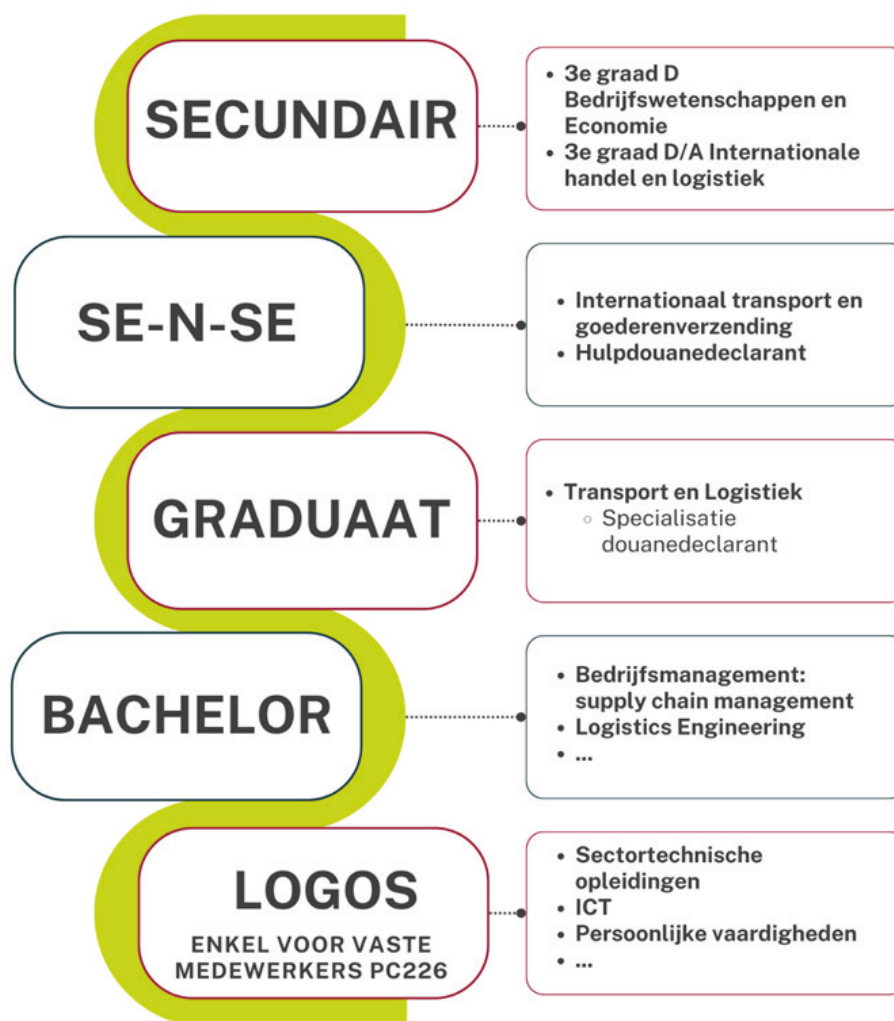 SECUNDAIR
• 3e graad D
Bedrijfswetenschappen en
Economie
• 3e graad D/A Internationale
handel en logistiek
SE-N-SE
• Internationaal transport en
goederenverzending
• Hulpdouanedeclarant
GRADUAAT
• Transport en Logistiek
○ Specialisatie
douanedeclarant
BACHELOR
• Bedrijfsmanagement:
supply chain management
• Logistics Engineering
• ...
LOGOS
ENKEL VOOR VASTE
MEDEWERKERS PC226
• Sectortechnische
opleidingen
• ICT
• Persoonlijke vaardigheden
• ...